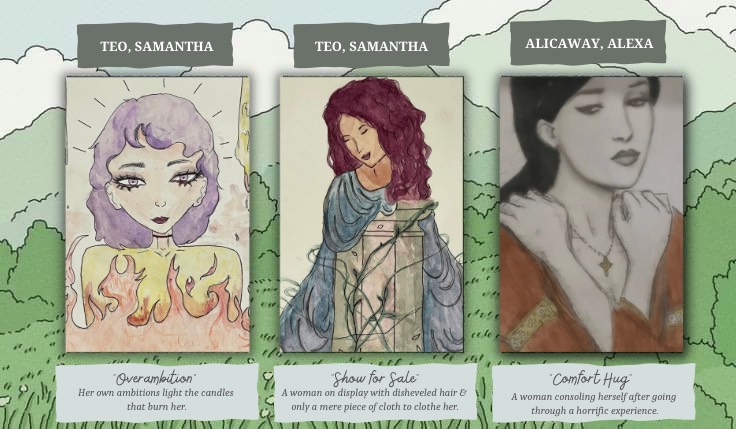 TEO, SAMANTHA
TEO, SAMANTHA
ALICAWAY, ALEXA
"Overambition"
Her own ambitions light the candles
that burn her.
"Show for Sale"
A woman on display with disheveled hair &
only a mere piece of cloth to clothe her.
"Comfort Hug"
A woman consoling herself after going
through a horrific experience.